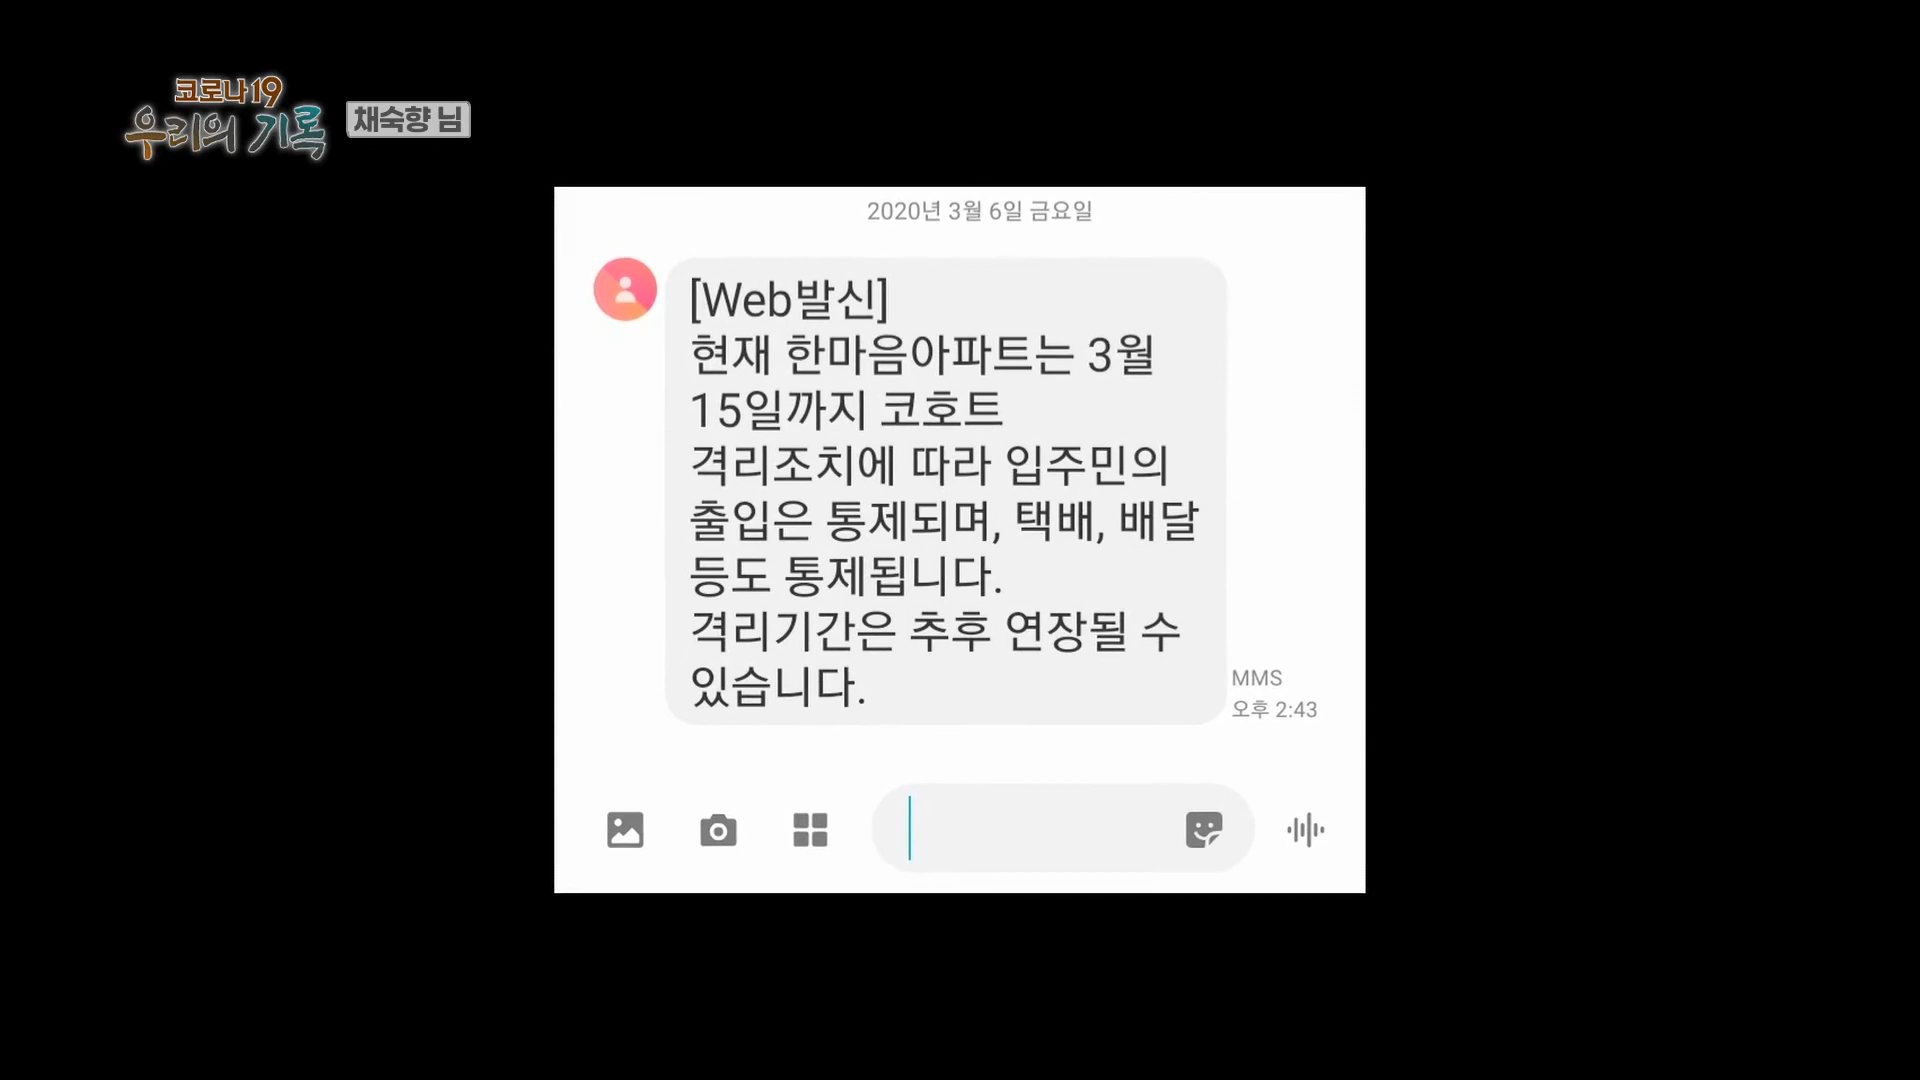 코로나19
우리의 기록
채숙향 님
2020년 3월 6일 금요일
[Web발신]
현재 한마음아파트는 3월
15일까지 코호트
격리조치에 따라 입주민의
출입은 통제되며, 택배, 배달
등도 통제됩니다.
격리기간은 추후 연장될 수
있습니다.
MMS
오후 2:43